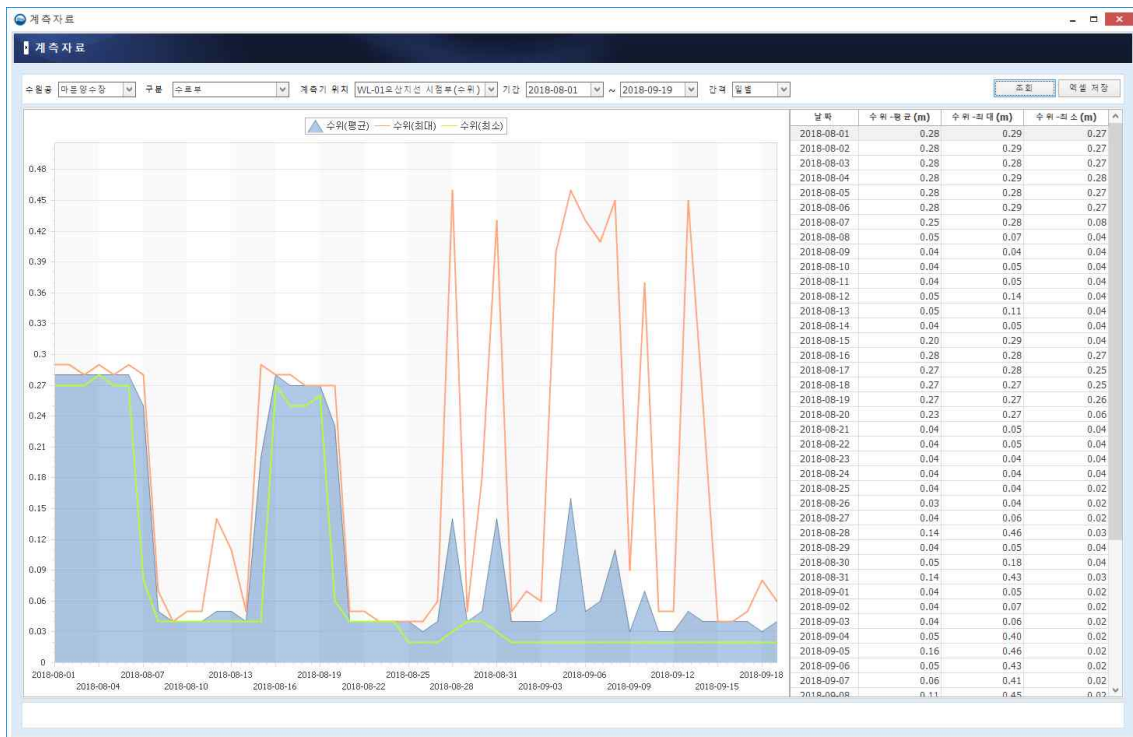 계측자료
계측자료
수원공 마둔양수장 구분 수로부 계측기 위치 WL-01오산지선 시점부(수위) 기간 2018-08-01 ~ 2018-09-19 간격 일별 조회 엑셀 저장
수위(평균) 수위(최대) 수위(최소)
0.48
0.45
0.42
0.39
0.36
0.33
0.3
0.27
0.24
0.21
0.18
0.15
0.12
0.09
0.06
0.03
0
2018-08-01 2018-08-07 2018-08-13 2018-08-19 2018-08-25 2018-08-31 2018-09-06 2018-09-12 2018-09-18
2018-08-04 2018-08-10 2018-08-16 2018-08-22 2018-08-28 2018-09-03 2018-09-09 2018-09-15
날짜 수위-평균(m) 수위-최대(m) 수위-최소(m)
2018-08-01 0.28 0.29 0.27
2018-08-02 0.28 0.29 0.27
2018-08-03 0.28 0.28 0.27
2018-08-04 0.28 0.29 0.28
2018-08-05 0.28 0.28 0.27
2018-08-06 0.28 0.29 0.27
2018-08-07 0.25 0.28 0.08
2018-08-08 0.05 0.07 0.04
2018-08-09 0.04 0.04 0.04
2018-08-10 0.04 0.05 0.04
2018-08-11 0.04 0.05 0.04
2018-08-12 0.05 0.14 0.04
2018-08-13 0.05 0.11 0.04
2018-08-14 0.04 0.05 0.04
2018-08-15 0.20 0.29 0.04
2018-08-16 0.28 0.28 0.27
2018-08-17 0.27 0.28 0.25
2018-08-18 0.27 0.27 0.25
2018-08-19 0.27 0.27 0.26
2018-08-20 0.23 0.27 0.06
2018-08-21 0.04 0.05 0.04
2018-08-22 0.04 0.05 0.04
2018-08-23 0.04 0.04 0.04
2018-08-24 0.04 0.04 0.04
2018-08-25 0.04 0.04 0.02
2018-08-26 0.03 0.04 0.02
2018-08-27 0.04 0.06 0.02
2018-08-28 0.14 0.46 0.03
2018-08-29 0.04 0.05 0.04
2018-08-30 0.05 0.18 0.04
2018-08-31 0.14 0.43 0.03
2018-09-01 0.04 0.05 0.02
2018-09-02 0.04 0.07 0.02
2018-09-03 0.04 0.06 0.02
2018-09-04 0.05 0.40 0.02
2018-09-05 0.16 0.46 0.02
2018-09-06 0.05 0.43 0.02
2018-09-07 0.06 0.41 0.02
2018-09-08 0.11 0.45 0.02